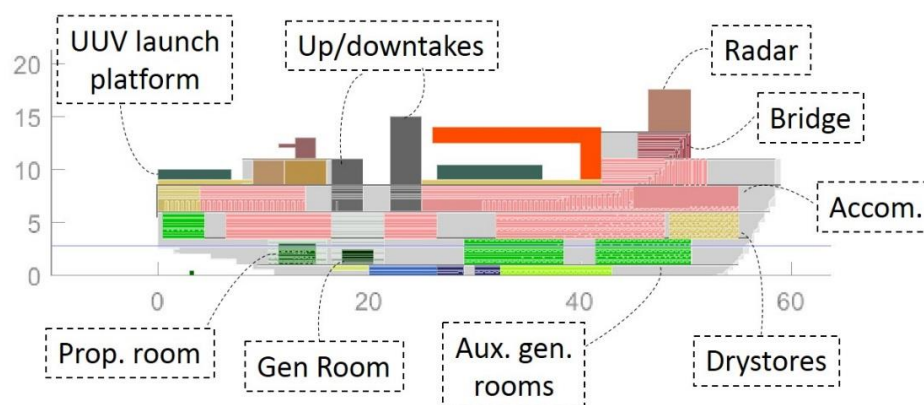 UUV launch
platform
Up/downtakes
Radar
Bridge
Accom.
20
15
10
5
0
0
20
40
60
Prop. room
Gen Room
Aux. gen.
rooms
Drystores